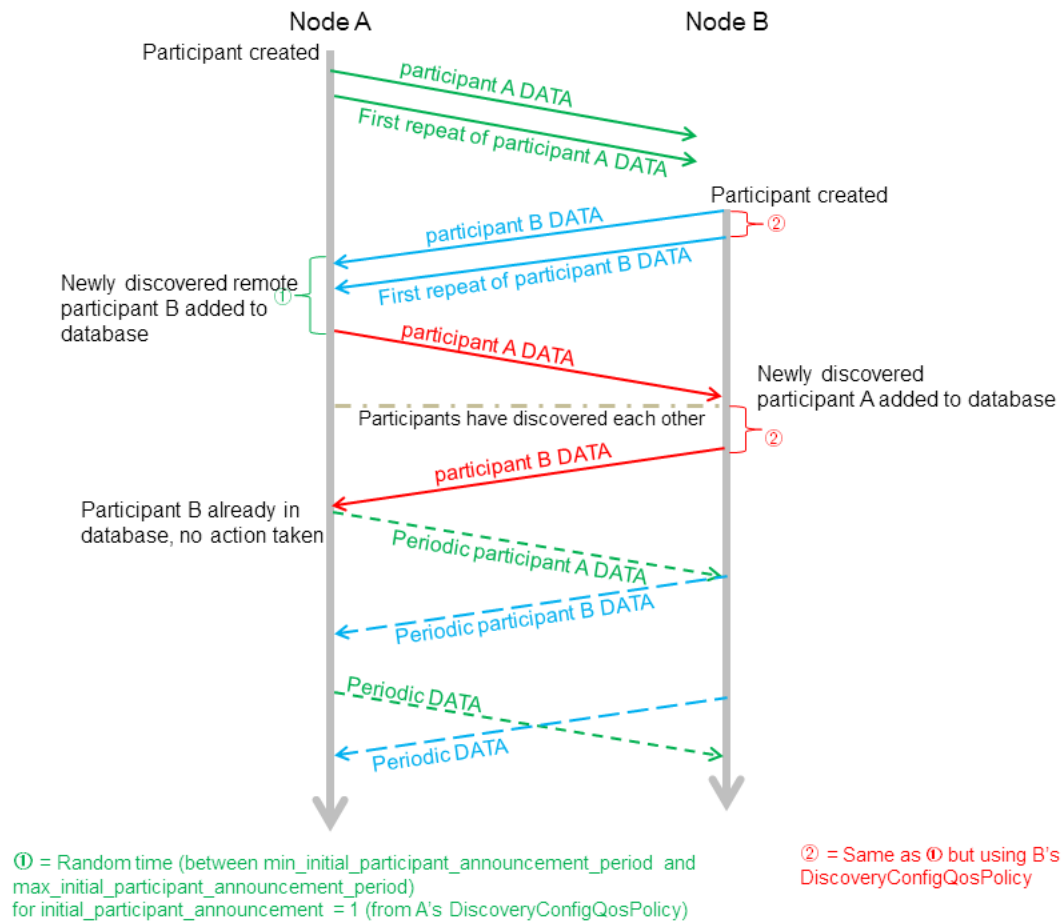 Node A
Node B
Participant created
participant A DATA
First repeat of participant A DATA
Participant created
participant B DATA
②
First repeat of participant B DATA
Newly discovered remote
participant B added to
database
①
participant A DATA
Newly discovered
participant A added to database
Participants have discovered each other
②
participant B DATA
Participant B already in
database, no action taken
Periodic participant A DATA
Periodic participant B DATA
Periodic DATA
Periodic DATA
① = Random time (between min_initial_participant_announcement_period and
max_initial_participant_announcement_period)
for initial_participant_announcement = 1 (from A's DiscoveryConfigQosPolicy)
② = Same as ① but using B's
DiscoveryConfigQosPolicy